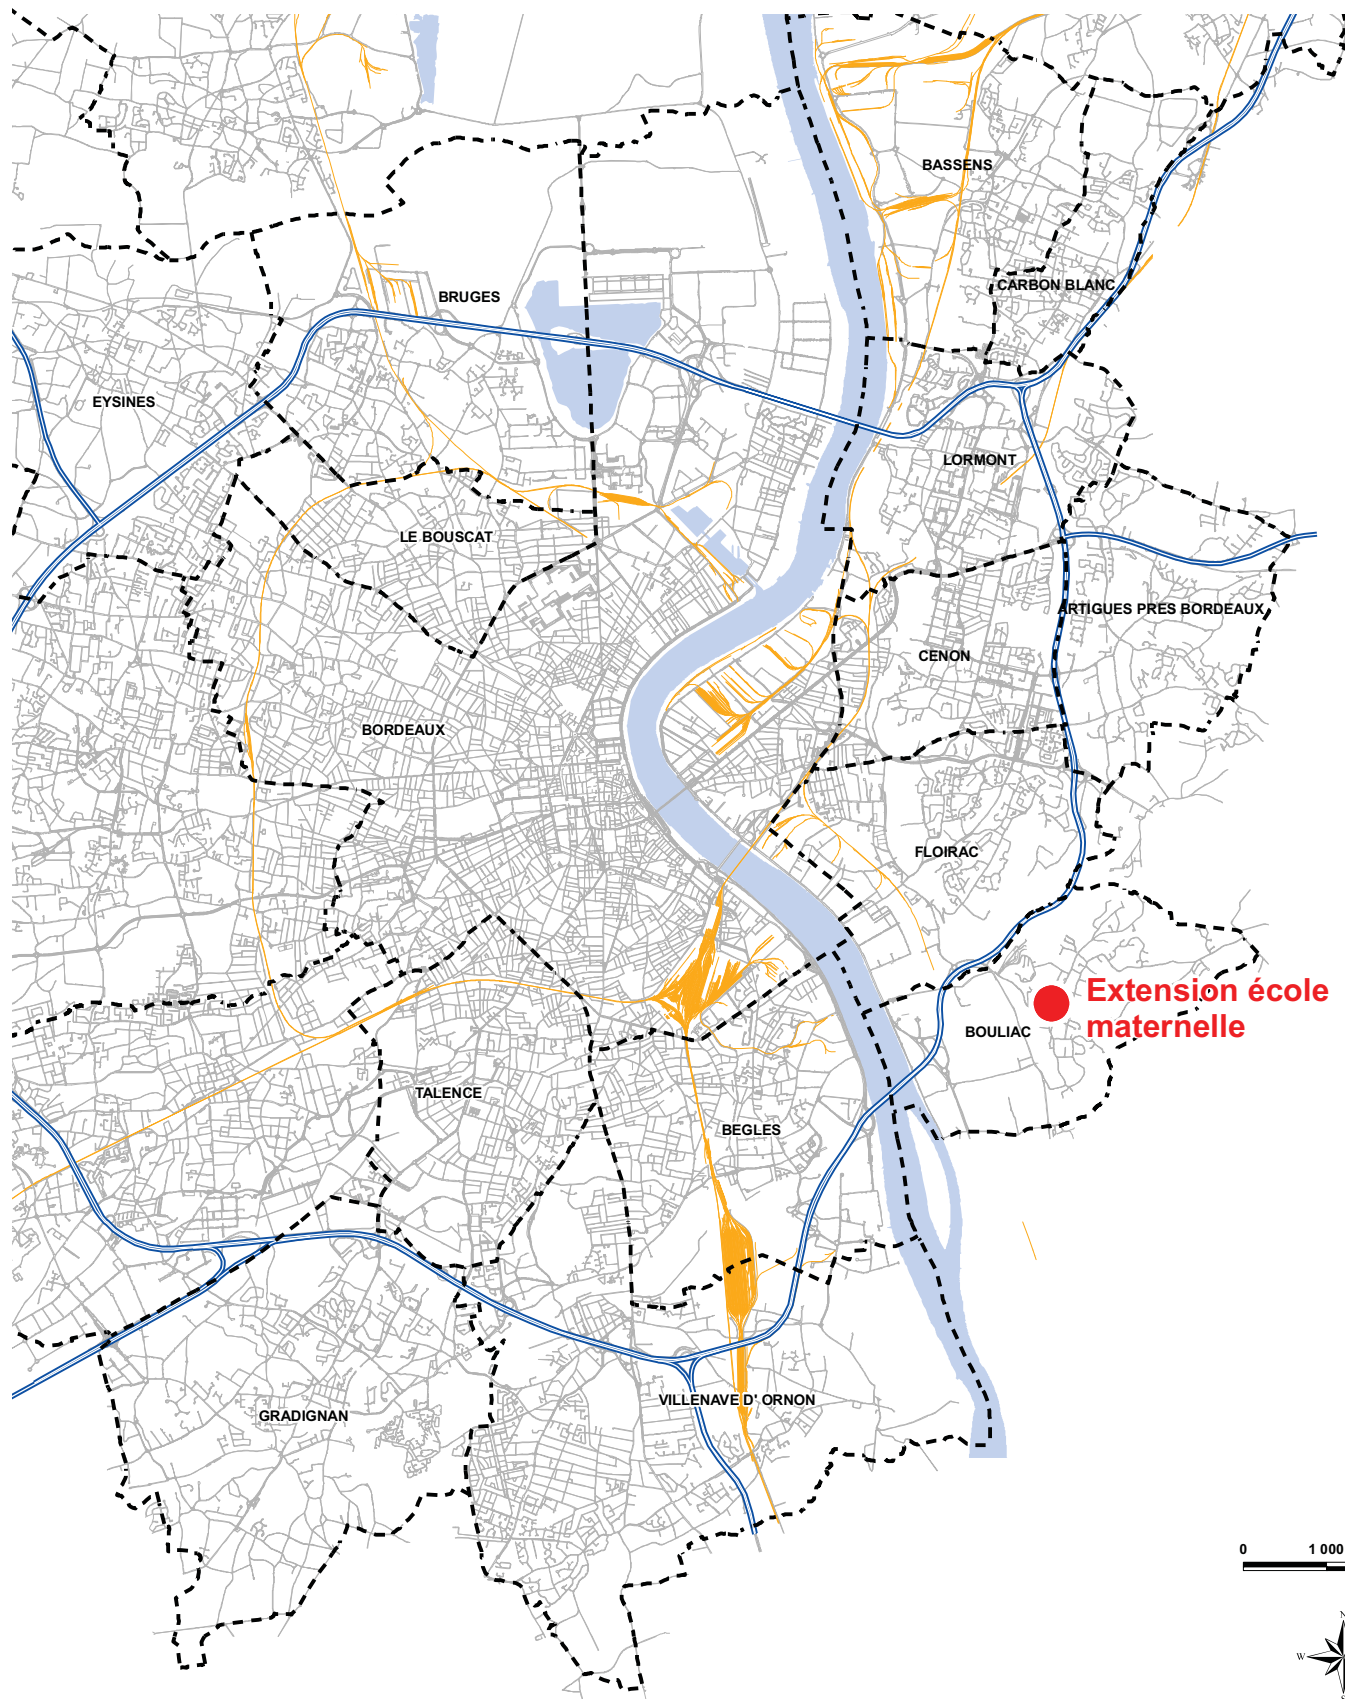 BASSENS
CARBON BLANC
BRUGES
EYSINES
LORMONT
LE BOUSCAT
ARTIGUES PRES BORDEAUX
CENON
BORDEAUX
FLOIRAC
Extension école
maternelle
BOULIAC
TALENCE
BEGLES
VILLENAVE D' ORNON
GRADIGNAN
0 1 000
N
W
S